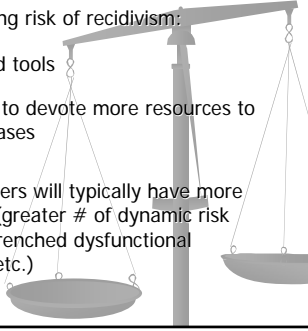 ng risk of recidivism:
d tools
to devote more resources to
ases
ers will typically have more
greater # of dynamic risk
renched dysfunctional
etc.)